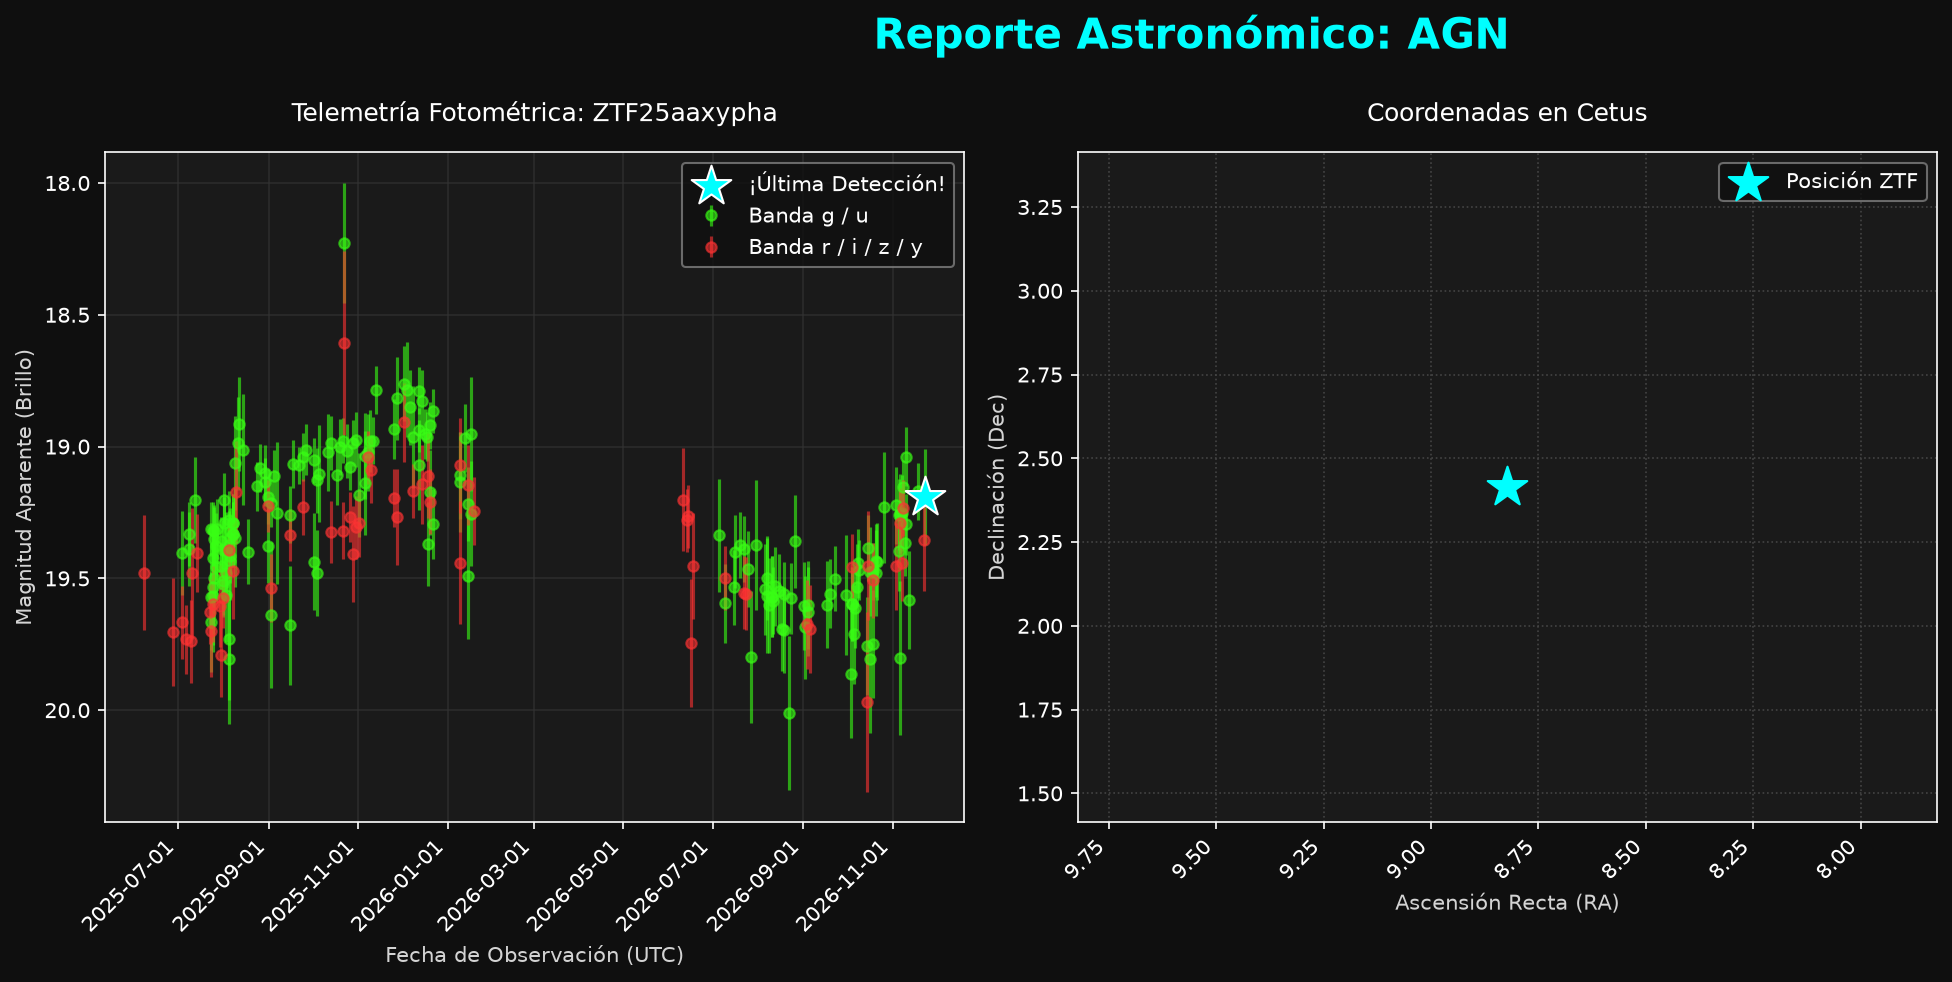 Reporte Astronómico: AGN
Telemetría Fotométrica: ZTF25aaxypha
Magnitud Aparente (Brillo)
18.0
18.5
19.0
19.5
20.0
¡Última Detección!
Banda g / u
Banda r / i / z / y
2025-07-01
2025-09-01
2025-11-01
2026-01-01
2026-03-01
2026-05-01
2026-07-01
2026-09-01
2026-11-01
Fecha de Observación (UTC)
Coordenadas en Cetus
Declinación (Dec)
3.25
3.00
2.75
2.50
2.25
2.00
1.75
1.50
Posición ZTF
9.75
9.50
9.25
9.00
8.75
8.50
8.25
8.00
Ascensión Recta (RA)